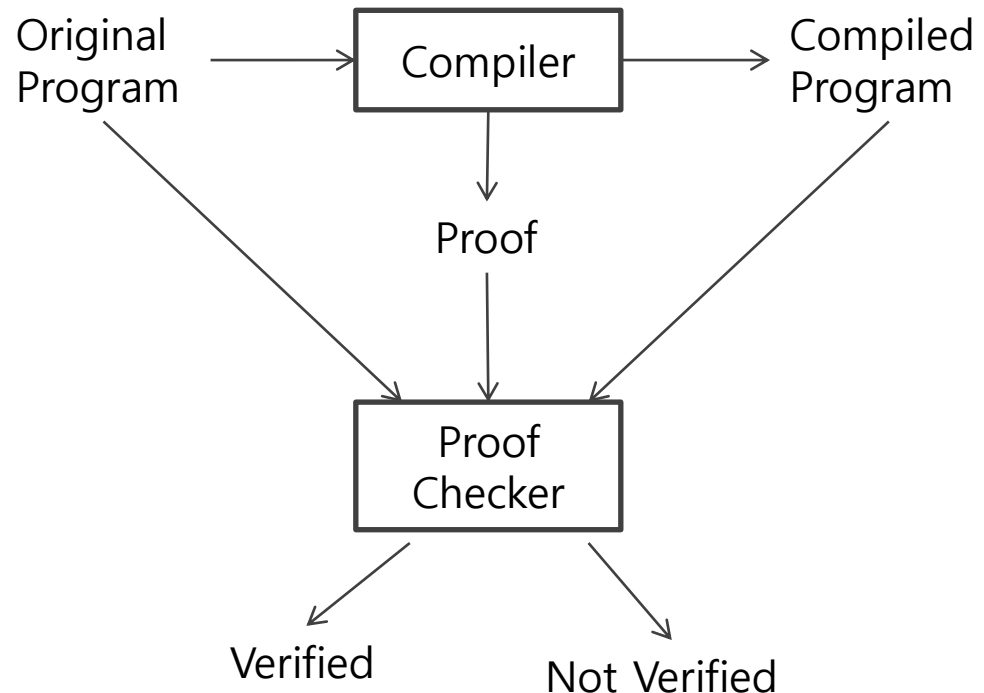 Original
Program
Compiler
Compiled
Program
Proof
Proof
Checker
Verified
Not Verified